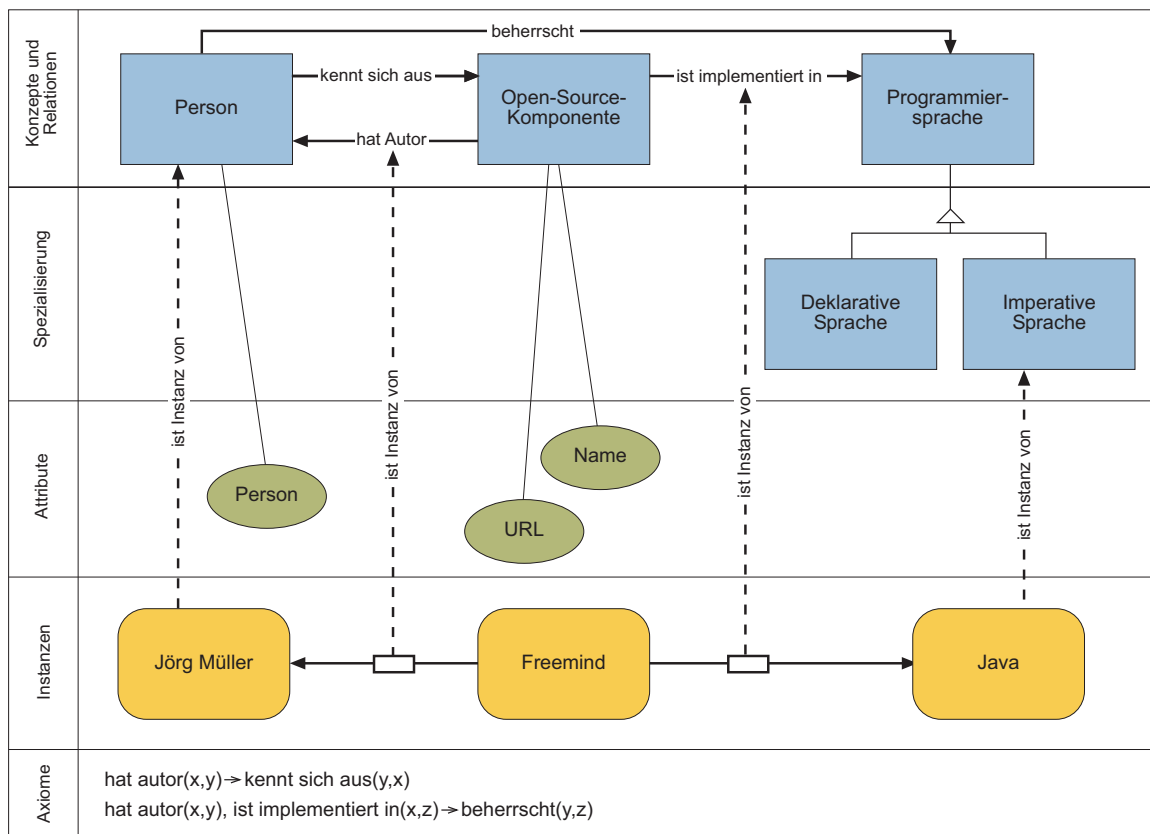 Konzepte und
Relationen
beherrscht
Person
kennt sich aus
hat Autor
Open-Source-
Komponente
ist implementiert in
Programmier-
sprache
Spezialisierung
Deklarative
Sprache
Imperative
Sprache
ist Instanz von
ist Instanz von
ist Instanz von
ist Instanz von
Attribute
Person
Name
URL
Instanzen
Jörg Müller
Freemind
Java
Axiome
hat autor(x,y)→kennt sich aus(y,x)
hat autor(x,y), ist implementiert in(x,z)→beherrscht(y,z)